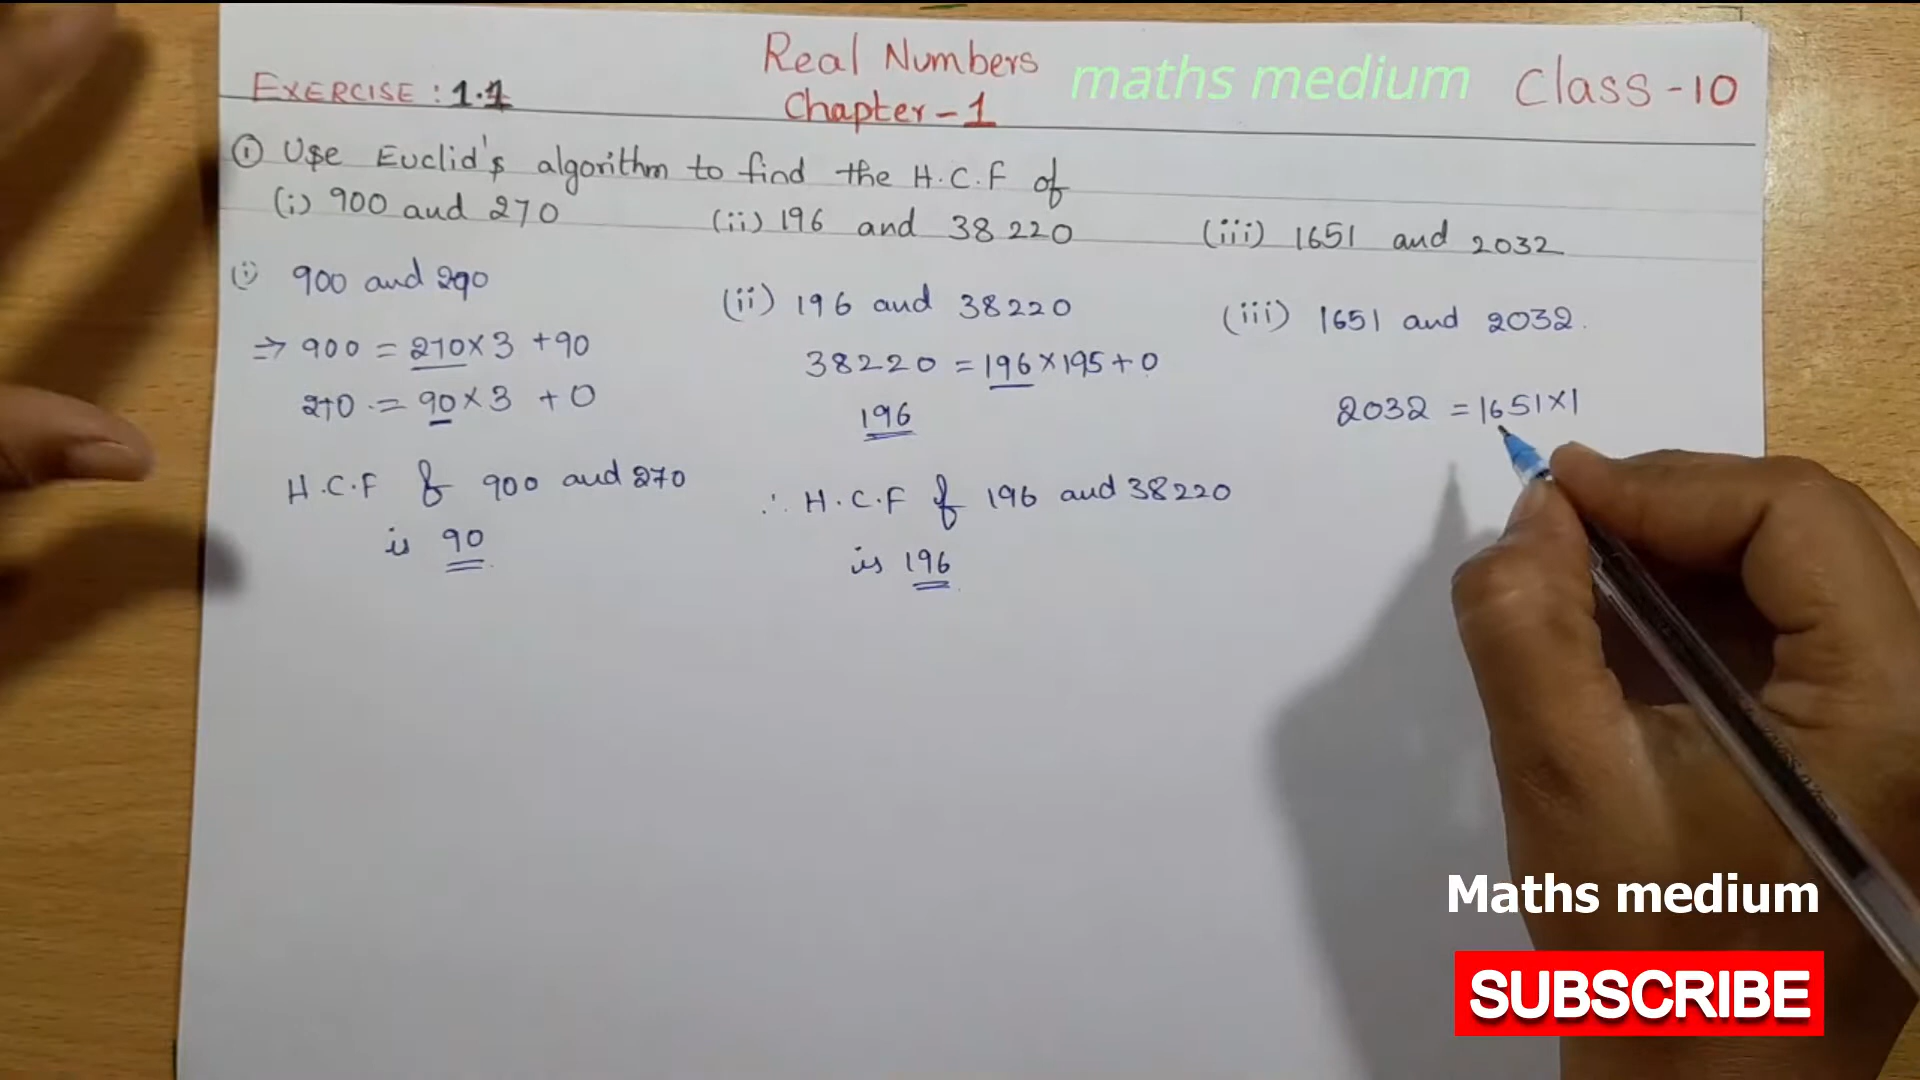 Real Numbers
maths medium
Class - 10
EXERCISE : 1.1
Chapter - 1
① Use Euclid's algorithm to find the H.C.F of
(i) 900 and 270 (ii) 196 and 38220 (iii) 1651 and 2032
(i) 900 and 290
⇒ 900 = 270 × 3 + 90
270 = 90 × 3 + 0
H.C.F of 900 and 270
is 90
(ii) 196 and 38220
38220 = 196 × 195 + 0
196
∴ H.C.F of 196 and 38220
is 196
(iii) 1651 and 2032.
2032 = 1651 × 1
Maths medium
SUBSCRIBE